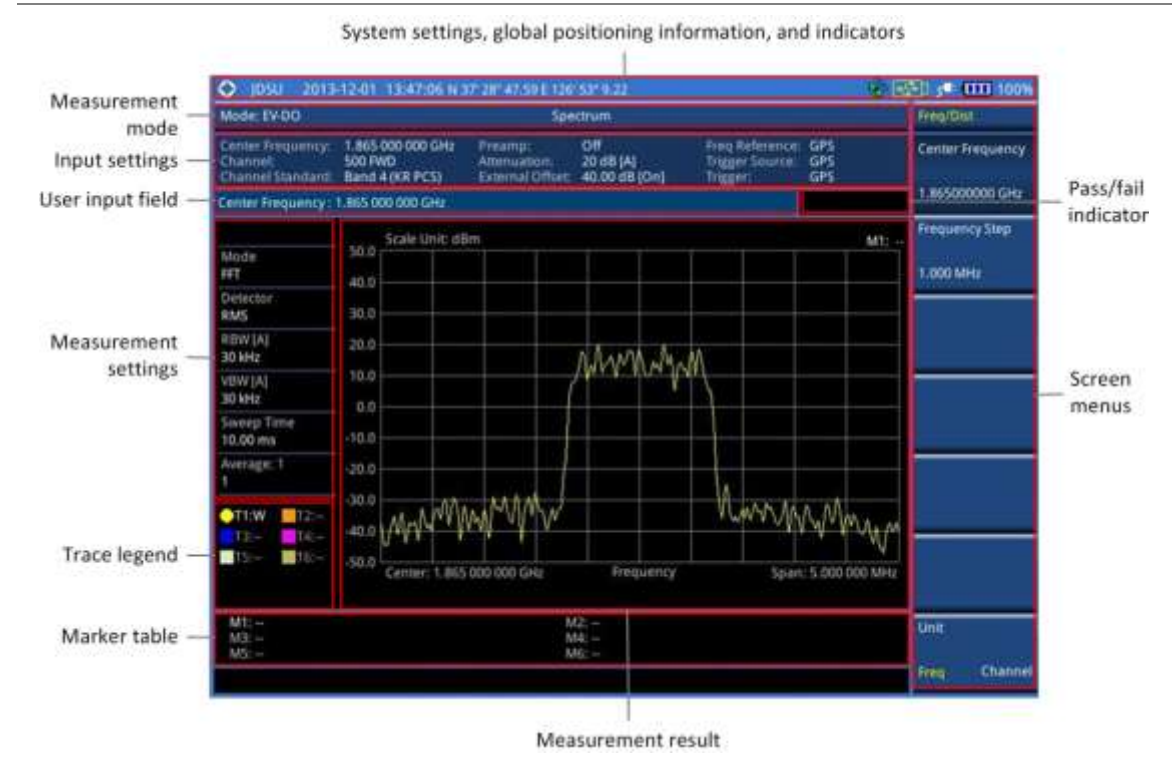 System settings, global positioning information, and indicators
JDSU 2013-12-01 13:47:06 N 37° 28" 47.59 E 126° 53" 9.22 100%
Measurement mode
Mode: EV-DO Spectrum
Freq/Dist
Input settings
Center Frequency: 1.865 000 000 GHz Preamp: Off Freq Reference: GPS
Channel: 500 FWD Attenuation: 20 dB [A] Trigger Source: GPS
Channel Standard: Band 4 (KR PCS) External Offset: 40.00 dB [On] Trigger: GPS
Center Frequency
1.865000000 GHz
User input field
Center Frequency : 1.865 000 000 GHz
Pass/fail
indicator
Frequency Step
1.000 MHz
Measurement
settings
Mode
FFT
Detector
RMS
RBW [A]
30 kHz
VBW [A]
30 kHz
Sweep Time
10.00 ms
Average: 1
1
Scale Unit: dBm M1: --
50.0
40.0
30.0
20.0
10.0
0.0
-10.0
-20.0
-30.0
-40.0
-50.0
Center: 1.865 000 000 GHz Frequency Span: 5.000 000 MHz
Screen
menus
Trace legend
T1:W T2:--
T3:-- T4:--
T5:-- T6:--
Marker table
M1: -- M2: --
M3: -- M4: --
M5: -- M6: --
Unit
Freq Channel
Measurement result